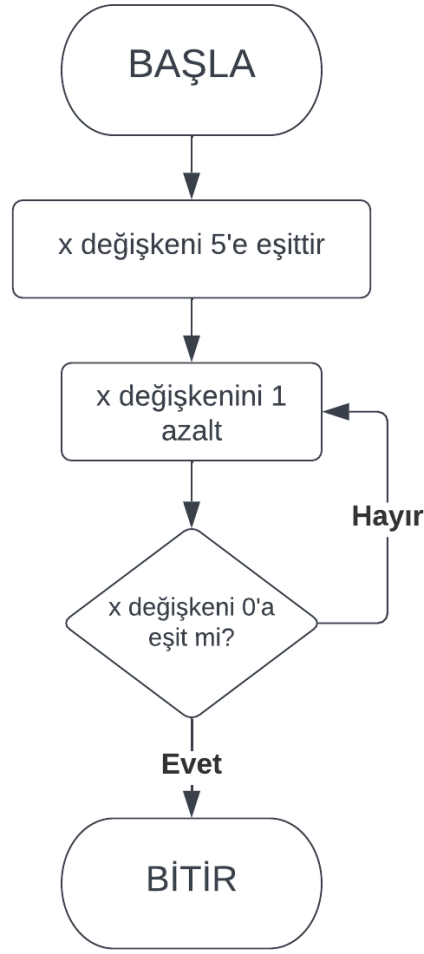 BAŞLA
x değişkeni 5'e eşittir
x değişkenini 1
azalt
Hayır
x değişkeni 0'a
eşit mi?
Evet
BİTİR